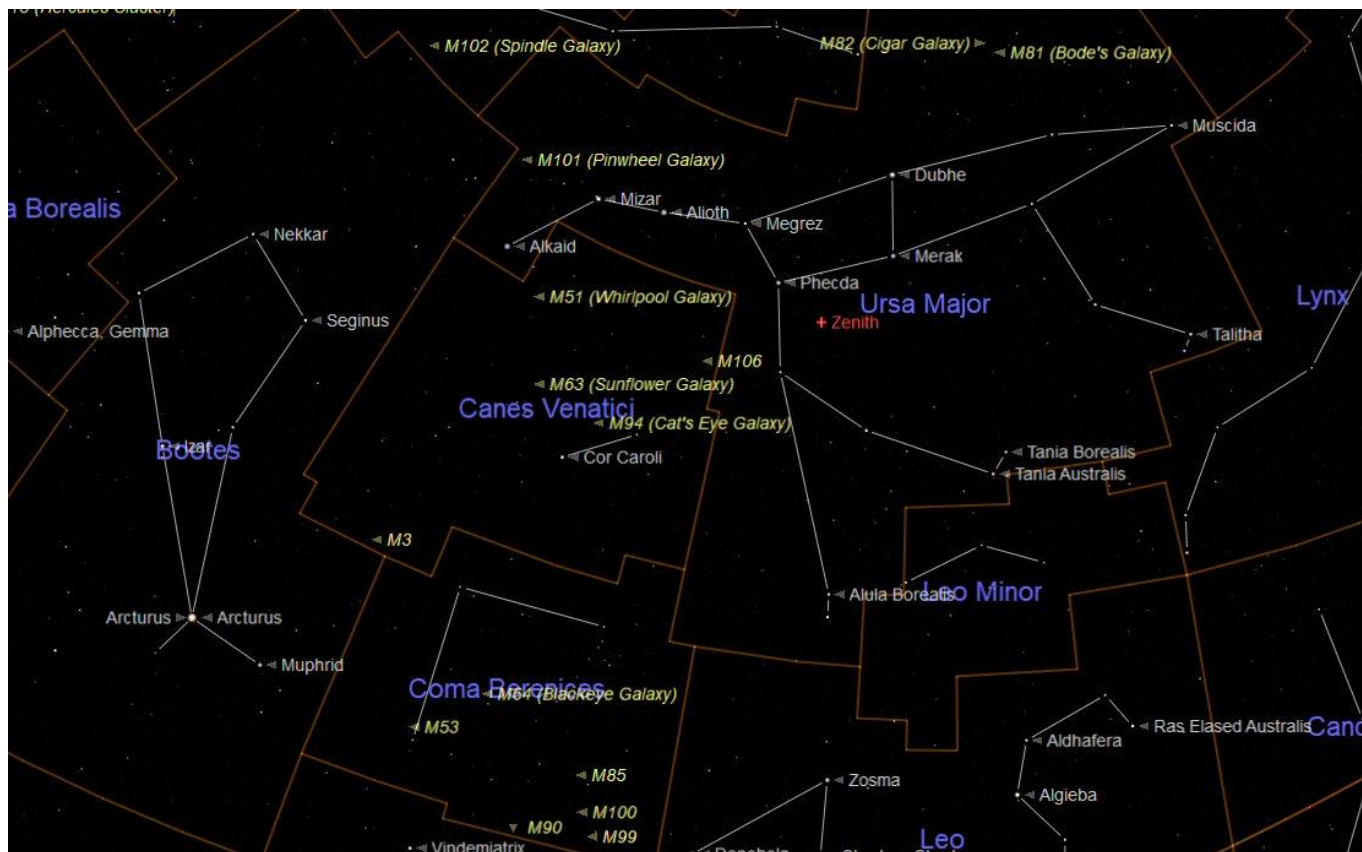 (Hercules Cluster)
M102 (Spindle Galaxy)
M82 (Cigar Galaxy)
M81 (Bode's Galaxy)
Muscida
M101 (Pinwheel Galaxy)
Dubhe
Mizar
Alioth
a Borealis
Megrez
Nekkar
Alkaid
Merak
Phecda
M51 (Whirlpool Galaxy)
Ursa Major
Lynx
Seginus
Zenith
Alphecca, Gemma
Talitha
M106
M63 (Sunflower Galaxy)
Canes Venatici
M94 (Cat's Eye Galaxy)
Izar
Bootes
Cor Caroli
Tania Borealis
Tania Australis
M3
Alula Borealis
Leo Minor
Arcturus
Arcturus
Muphrid
Coma Berenices
M64 (Blackeye Galaxy)
M53
Ras Elased Australis
Canc
Aldhafera
M85
Zosma
Algieba
M100
M90
M99
Leo
Vindemiatrix